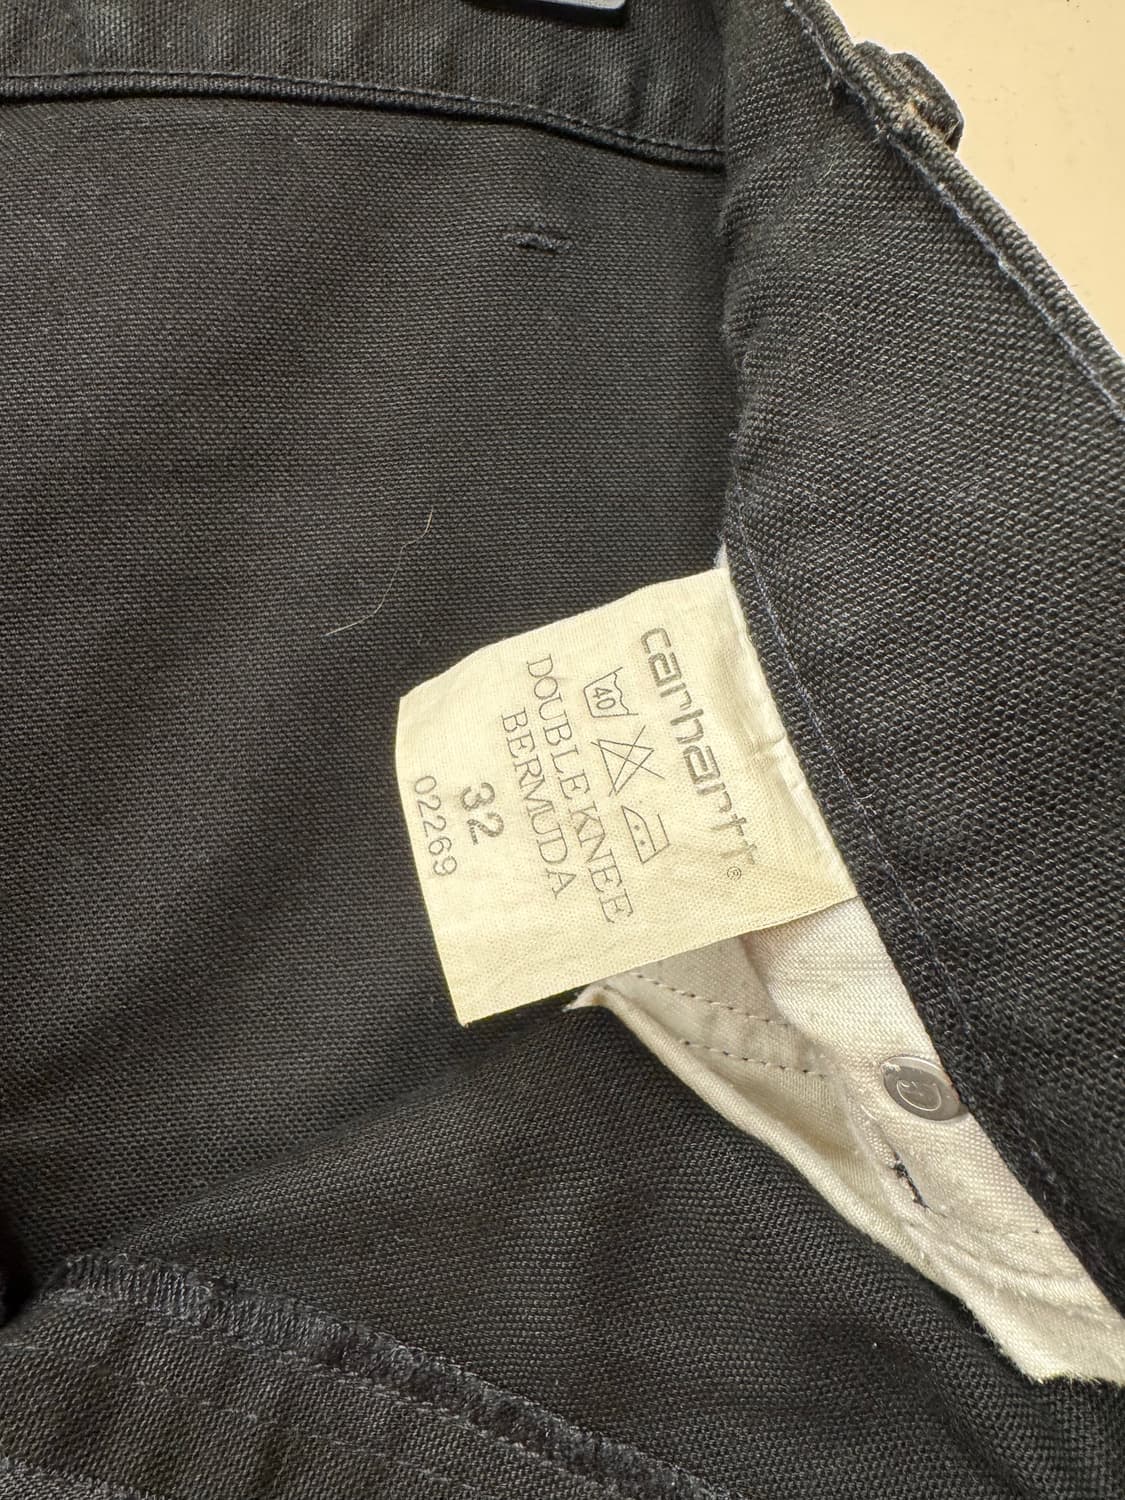 carhartt®
40
DOUBLE KNEE
BERMUDA
32
02269